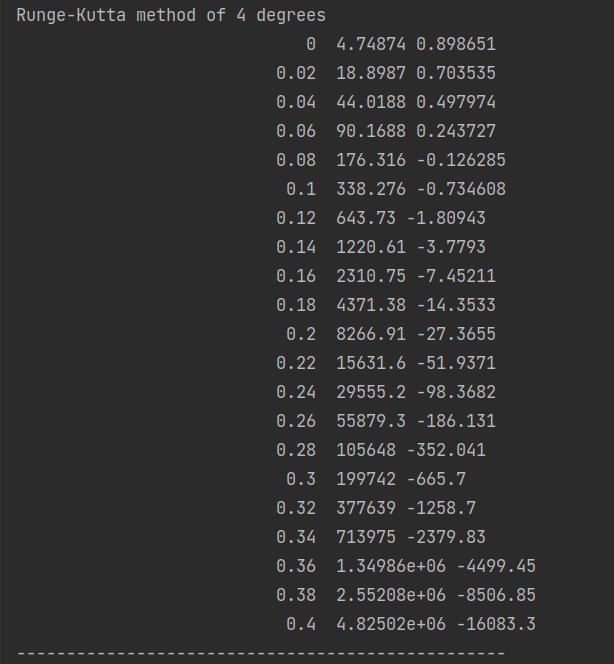 Runge-Kutta method of 4 degrees
0 4.74874 0.898651
0.02 18.8987 0.703535
0.04 44.0188 0.497974
0.06 90.1688 0.243727
0.08 176.316 -0.126285
0.1 338.276 -0.734608
0.12 643.73 -1.80943
0.14 1220.61 -3.7793
0.16 2310.75 -7.45211
0.18 4371.38 -14.3533
0.2 8266.91 -27.3655
0.22 15631.6 -51.9371
0.24 29555.2 -98.3682
0.26 55879.3 -186.131
0.28 105648 -352.041
0.3 199742 -665.7
0.32 377639 -1258.7
0.34 713975 -2379.83
0.36 1.34986e+06 -4499.45
0.38 2.55208e+06 -8506.85
0.4 4.82502e+06 -16083.3
-------------------------------------------------